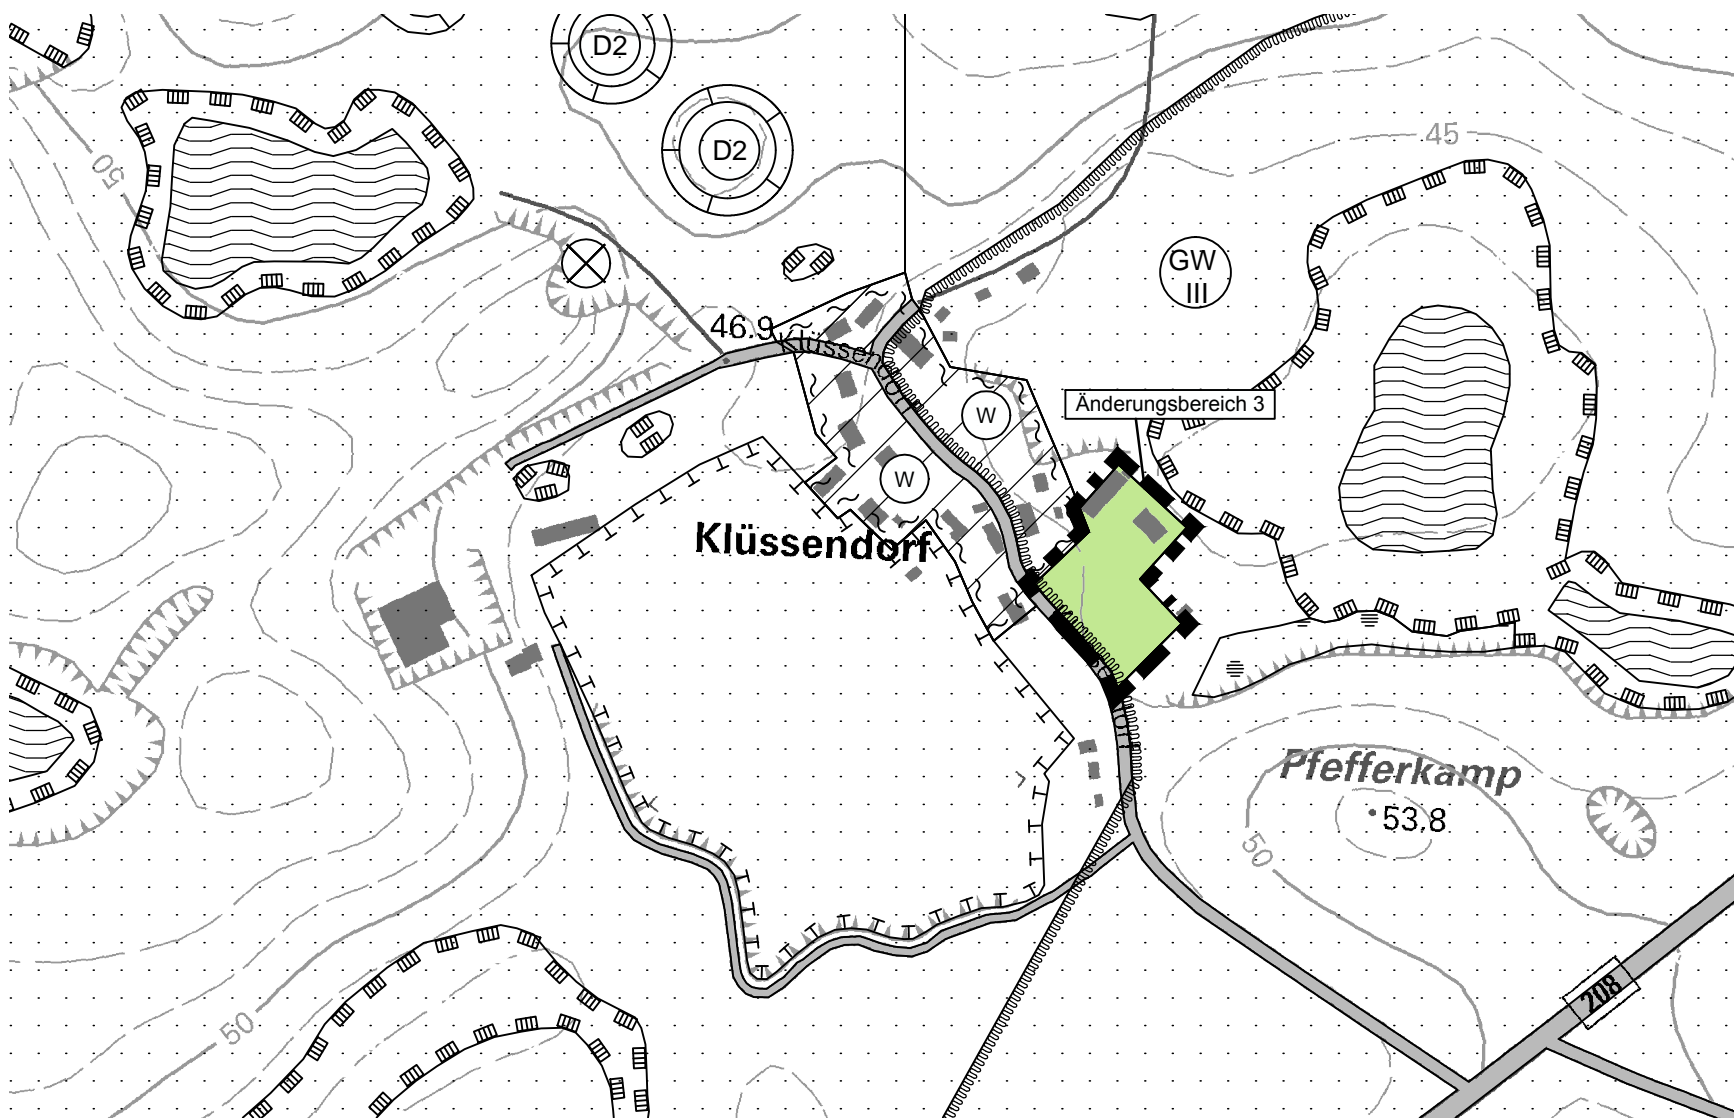 D2
D2
45
50
GW
III
46.9
Klüssendorf
Änderungsbereich 3
W
W
Klüssendorf
Pfefferkamp
53,8
50
208
50